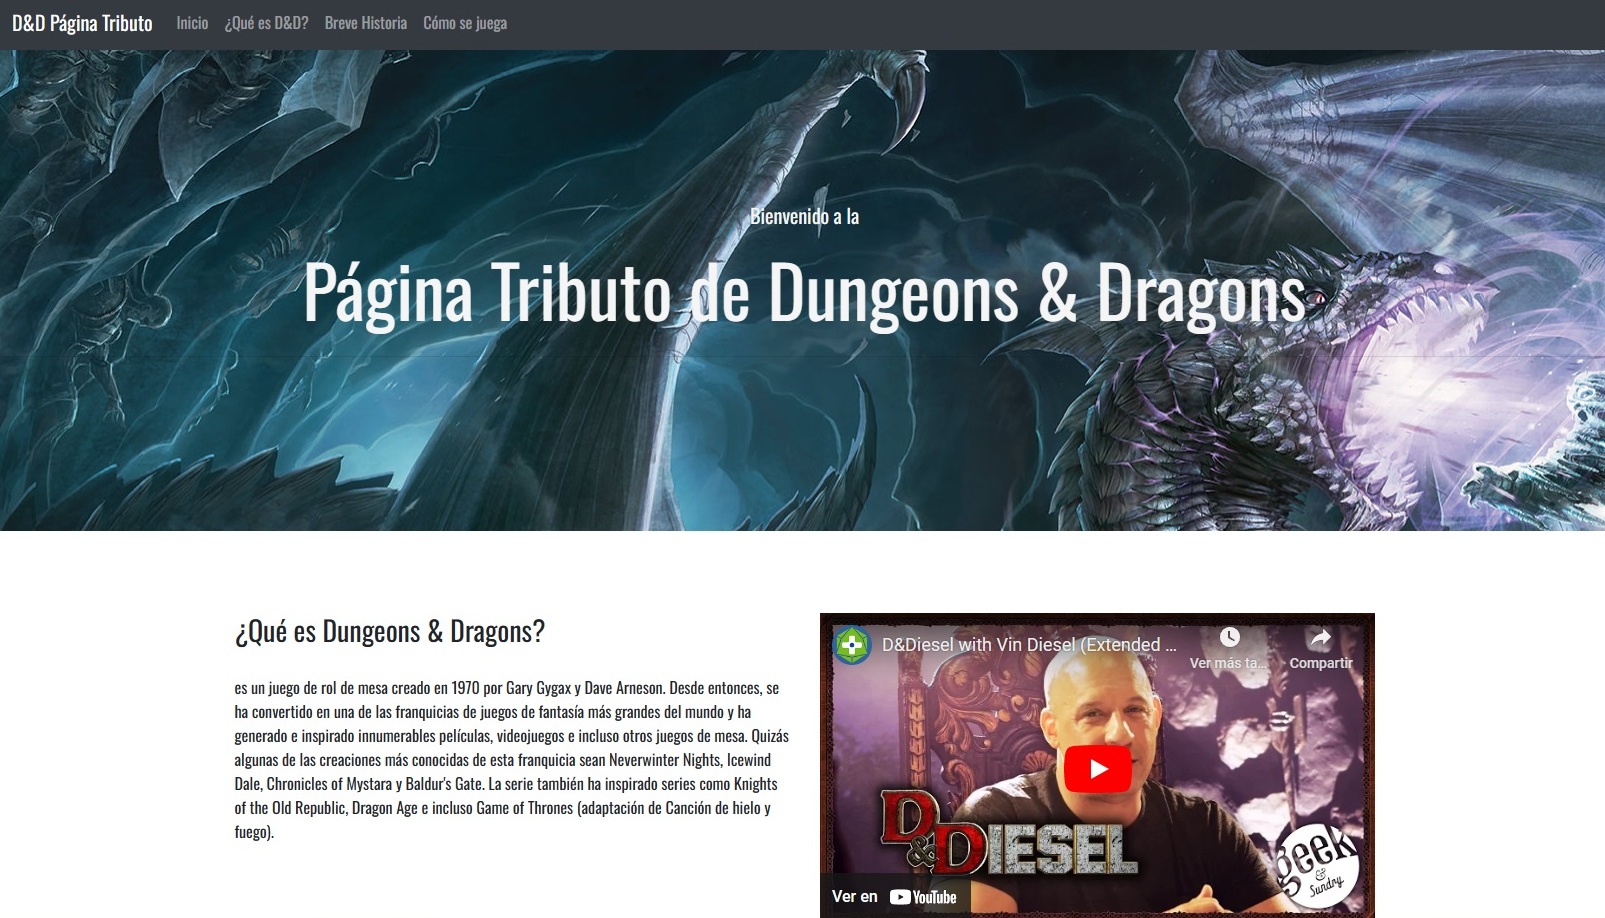 D&D Página Tributo Inicio ¿Qué es D&D? Breve Historia Cómo se juega
Bienvenido a la
Página Tributo de Dungeons & Dragons
¿Qué es Dungeons & Dragons?
es un juego de rol de mesa creado en 1970 por Gary Gygax y Dave Arneson. Desde entonces, se
ha convertido en una de las franquicias de juegos de fantasía más grandes del mundo y ha
generado e inspirado innumerables películas, videojuegos e incluso otros juegos de mesa. Quizás
algunas de las creaciones más conocidas de esta franquicia sean Neverwinter Nights, Icewind
Dale, Chronicles of Mystara y Baldur's Gate. La serie también ha inspirado series como Knights
of the Old Republic, Dragon Age e incluso Game of Thrones (adaptación de Canción de hielo y
fuego).
D&Diesel with Vin Diesel (Extended ...
Ver más ta... Compartir
D&DIESEL
geek
&
Sundry
Ver en YouTube